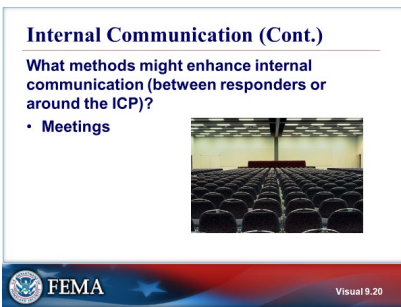 Internal Communication (Cont.)
What methods might enhance internal
communication (between responders or
around the ICP)?
• Meetings
FEMA
Visual 9.20